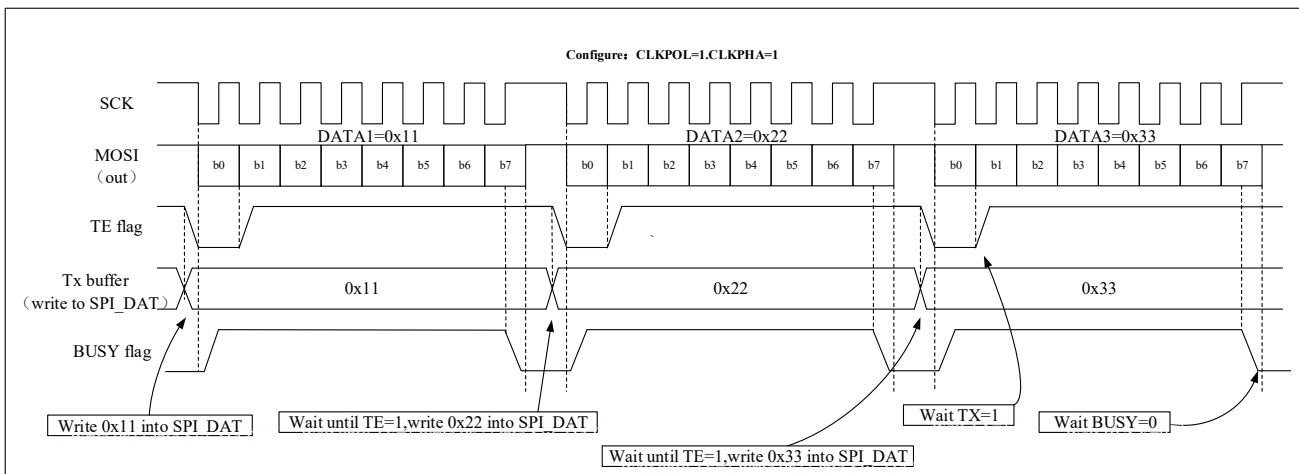 Configure：CLKPOL=1.CLKPHA=1
SCK
DATA1=0x11 DATA2=0x22 DATA3=0x33
MOSI
（out）
b0 b1 b2 b3 b4 b5 b6 b7 b0 b1 b2 b3 b4 b5 b6 b7 b0 b1 b2 b3 b4 b5 b6 b7
TE flag
Tx buffer
（write to SPI_DAT）
0x11 0x22 0x33
BUSY flag
Write 0x11 into SPI_DAT
Wait until TE=1,write 0x22 into SPI_DAT
Wait TX=1
Wait BUSY=0
Wait until TE=1,write 0x33 into SPI_DAT